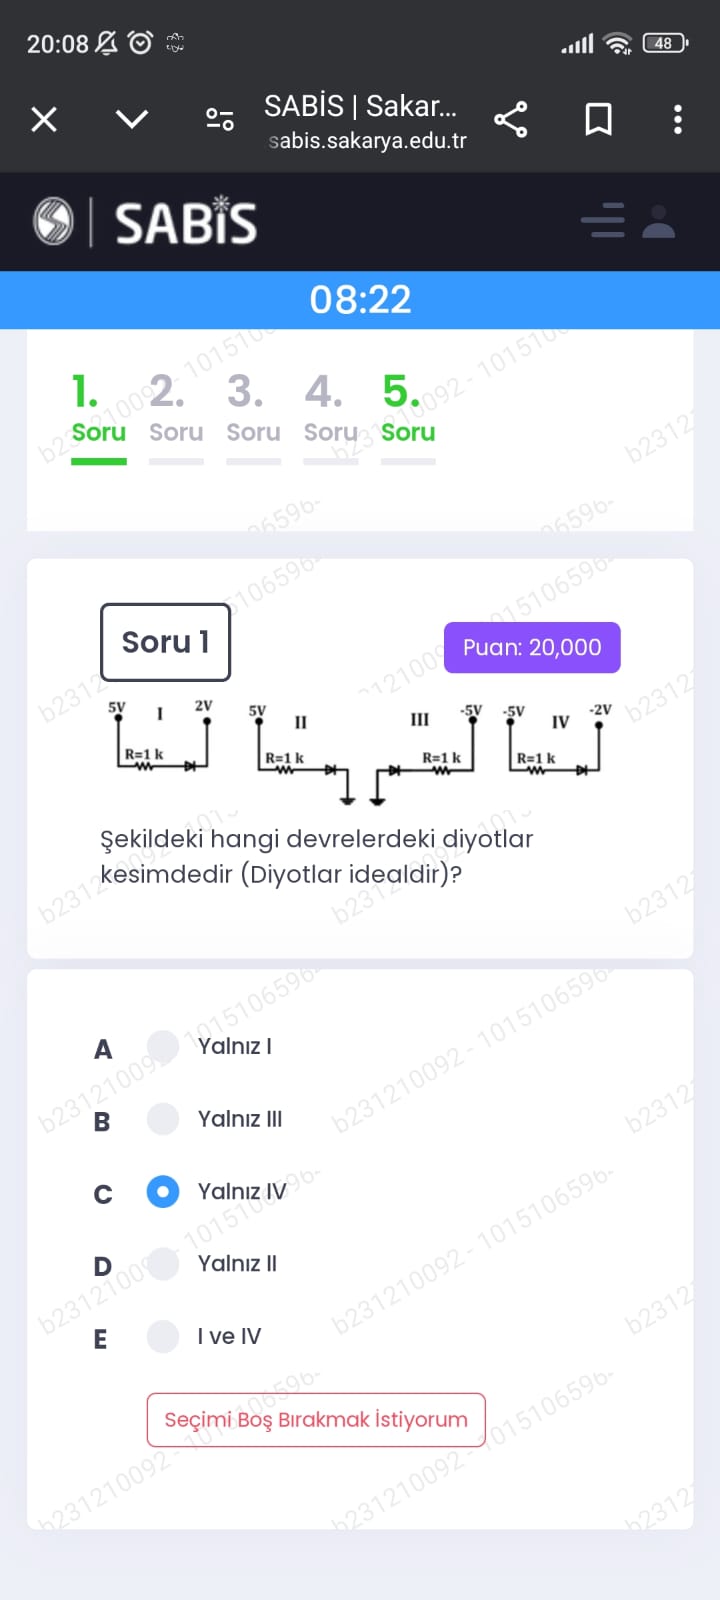 20:08
48
SABİS | Sakar...
sabis.sakarya.edu.tr
SABİS
08:22
1. 2. 3. 4. 5.
Soru Soru Soru Soru Soru
Soru 1
Puan: 20,000
5V I 2V 5V II III -5V -5V IV -2V
R=1 k R=1 k R=1 k R=1 k
Şekildeki hangi devrelerdeki diyotlar
kesimdedir (Diyotlar idealdir)?
A Yalnız I
B Yalnız III
C Yalnız IV
D Yalnız II
E I ve IV
Seçimi Boş Bırakmak İstiyorum
b231210092 - 1015106596-